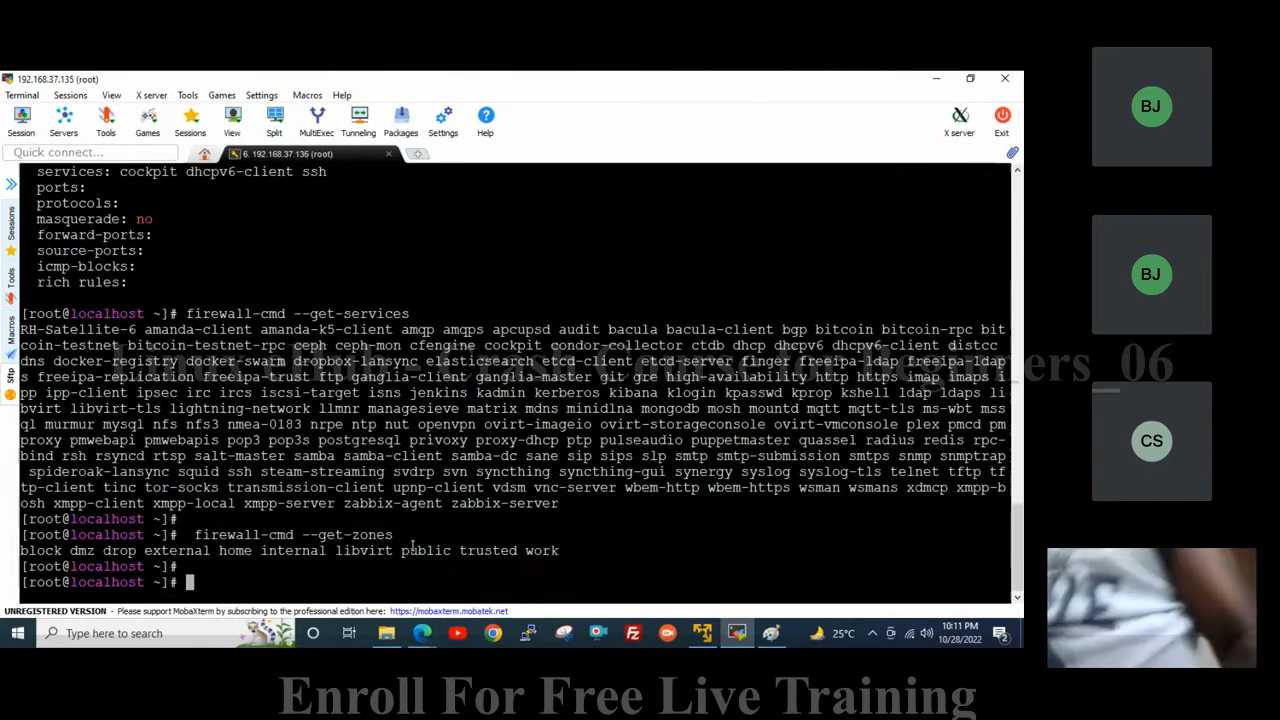 192.168.37.135 (root)
Terminal Sessions View X server Tools Games Settings Macros Help
Session Servers Tools Games Sessions View Split MultiExec Tunneling Packages Settings Help X server Exit
Quick connect... 6. 192.168.37.135 (root)
Sessions
Tools
Macros
Sftp
services: cockpit dhcpv6-client ssh
ports:
protocols:
masquerade: no
forward-ports:
source-ports:
icmp-blocks:
rich rules:
[root@localhost ~]# firewall-cmd --get-services
RH-Satellite-6 amanda-client amanda-k5-client amqp amqps apcupsd audit bacula bacula-client bgp bitcoin bitcoin-rpc bit
coin-testnet bitcoin-testnet-rpc ceph ceph-mon cfengine cockpit condor-collector ctdb dhcp dhcpv6 dhcpv6-client distcc
dns docker-registry docker-swarm dropbox-lansync elasticsearch etcd-client etcd-server finger freeipa-ldap freeipa-ldap
s freeipa-replication freeipa-trust ftp ganglia-client ganglia-master git gre high-availability http https imap imaps i
pp ipp-client ipsec irc ircs iscsi-target isns jenkins kadmin kerberos kibana klogin kpasswd kprop kshell ldap ldaps li
bvirt libvirt-tls lightning-network llmnr managesieve matrix mdns minidlna mongodb mosh mountd mqtt mqtt-tls ms-wbt mss
ql murmur mysql nfs nfs3 nmea-0183 nrpe ntp nut openvpn ovirt-imageio ovirt-storageconsole ovirt-vmconsole plex pmcd pm
proxy pmwebapi pmwebapis pop3 pop3s postgresql privoxy proxy-dhcp ptp pulseaudio puppetmaster quassel radius redis rpc-
bind rsh rsyncd rtsp salt-master samba samba-client samba-dc sane sip sips slp smtp smtp-submission smtps snmp snmptrap
spideroak-lansync squid ssh steam-streaming svdrp svn syncthing syncthing-gui synergy syslog syslog-tls telnet tftp tf
tp-client tinc tor-socks transmission-client upnp-client vdsm vnc-server wbem-http wbem-https wsman wsmans xdmcp xmpp-b
osh xmpp-client xmpp-local xmpp-server zabbix-agent zabbix-server
[root@localhost ~]#
[root@localhost ~]# firewall-cmd --get-zones
block dmz drop external home internal libvirt public trusted work
[root@localhost ~]#
[root@localhost ~]#
Linux eHub - Crash Course for Beginners_06
UNREGISTERED VERSION - Please support MobaXterm by subscribing to the professional edition here: https://mobaxterm.mobatek.net
Type here to search 25°C 10:11 PM
10/28/2022 2
BJ
BJ
CS
Enroll For Free Live Training